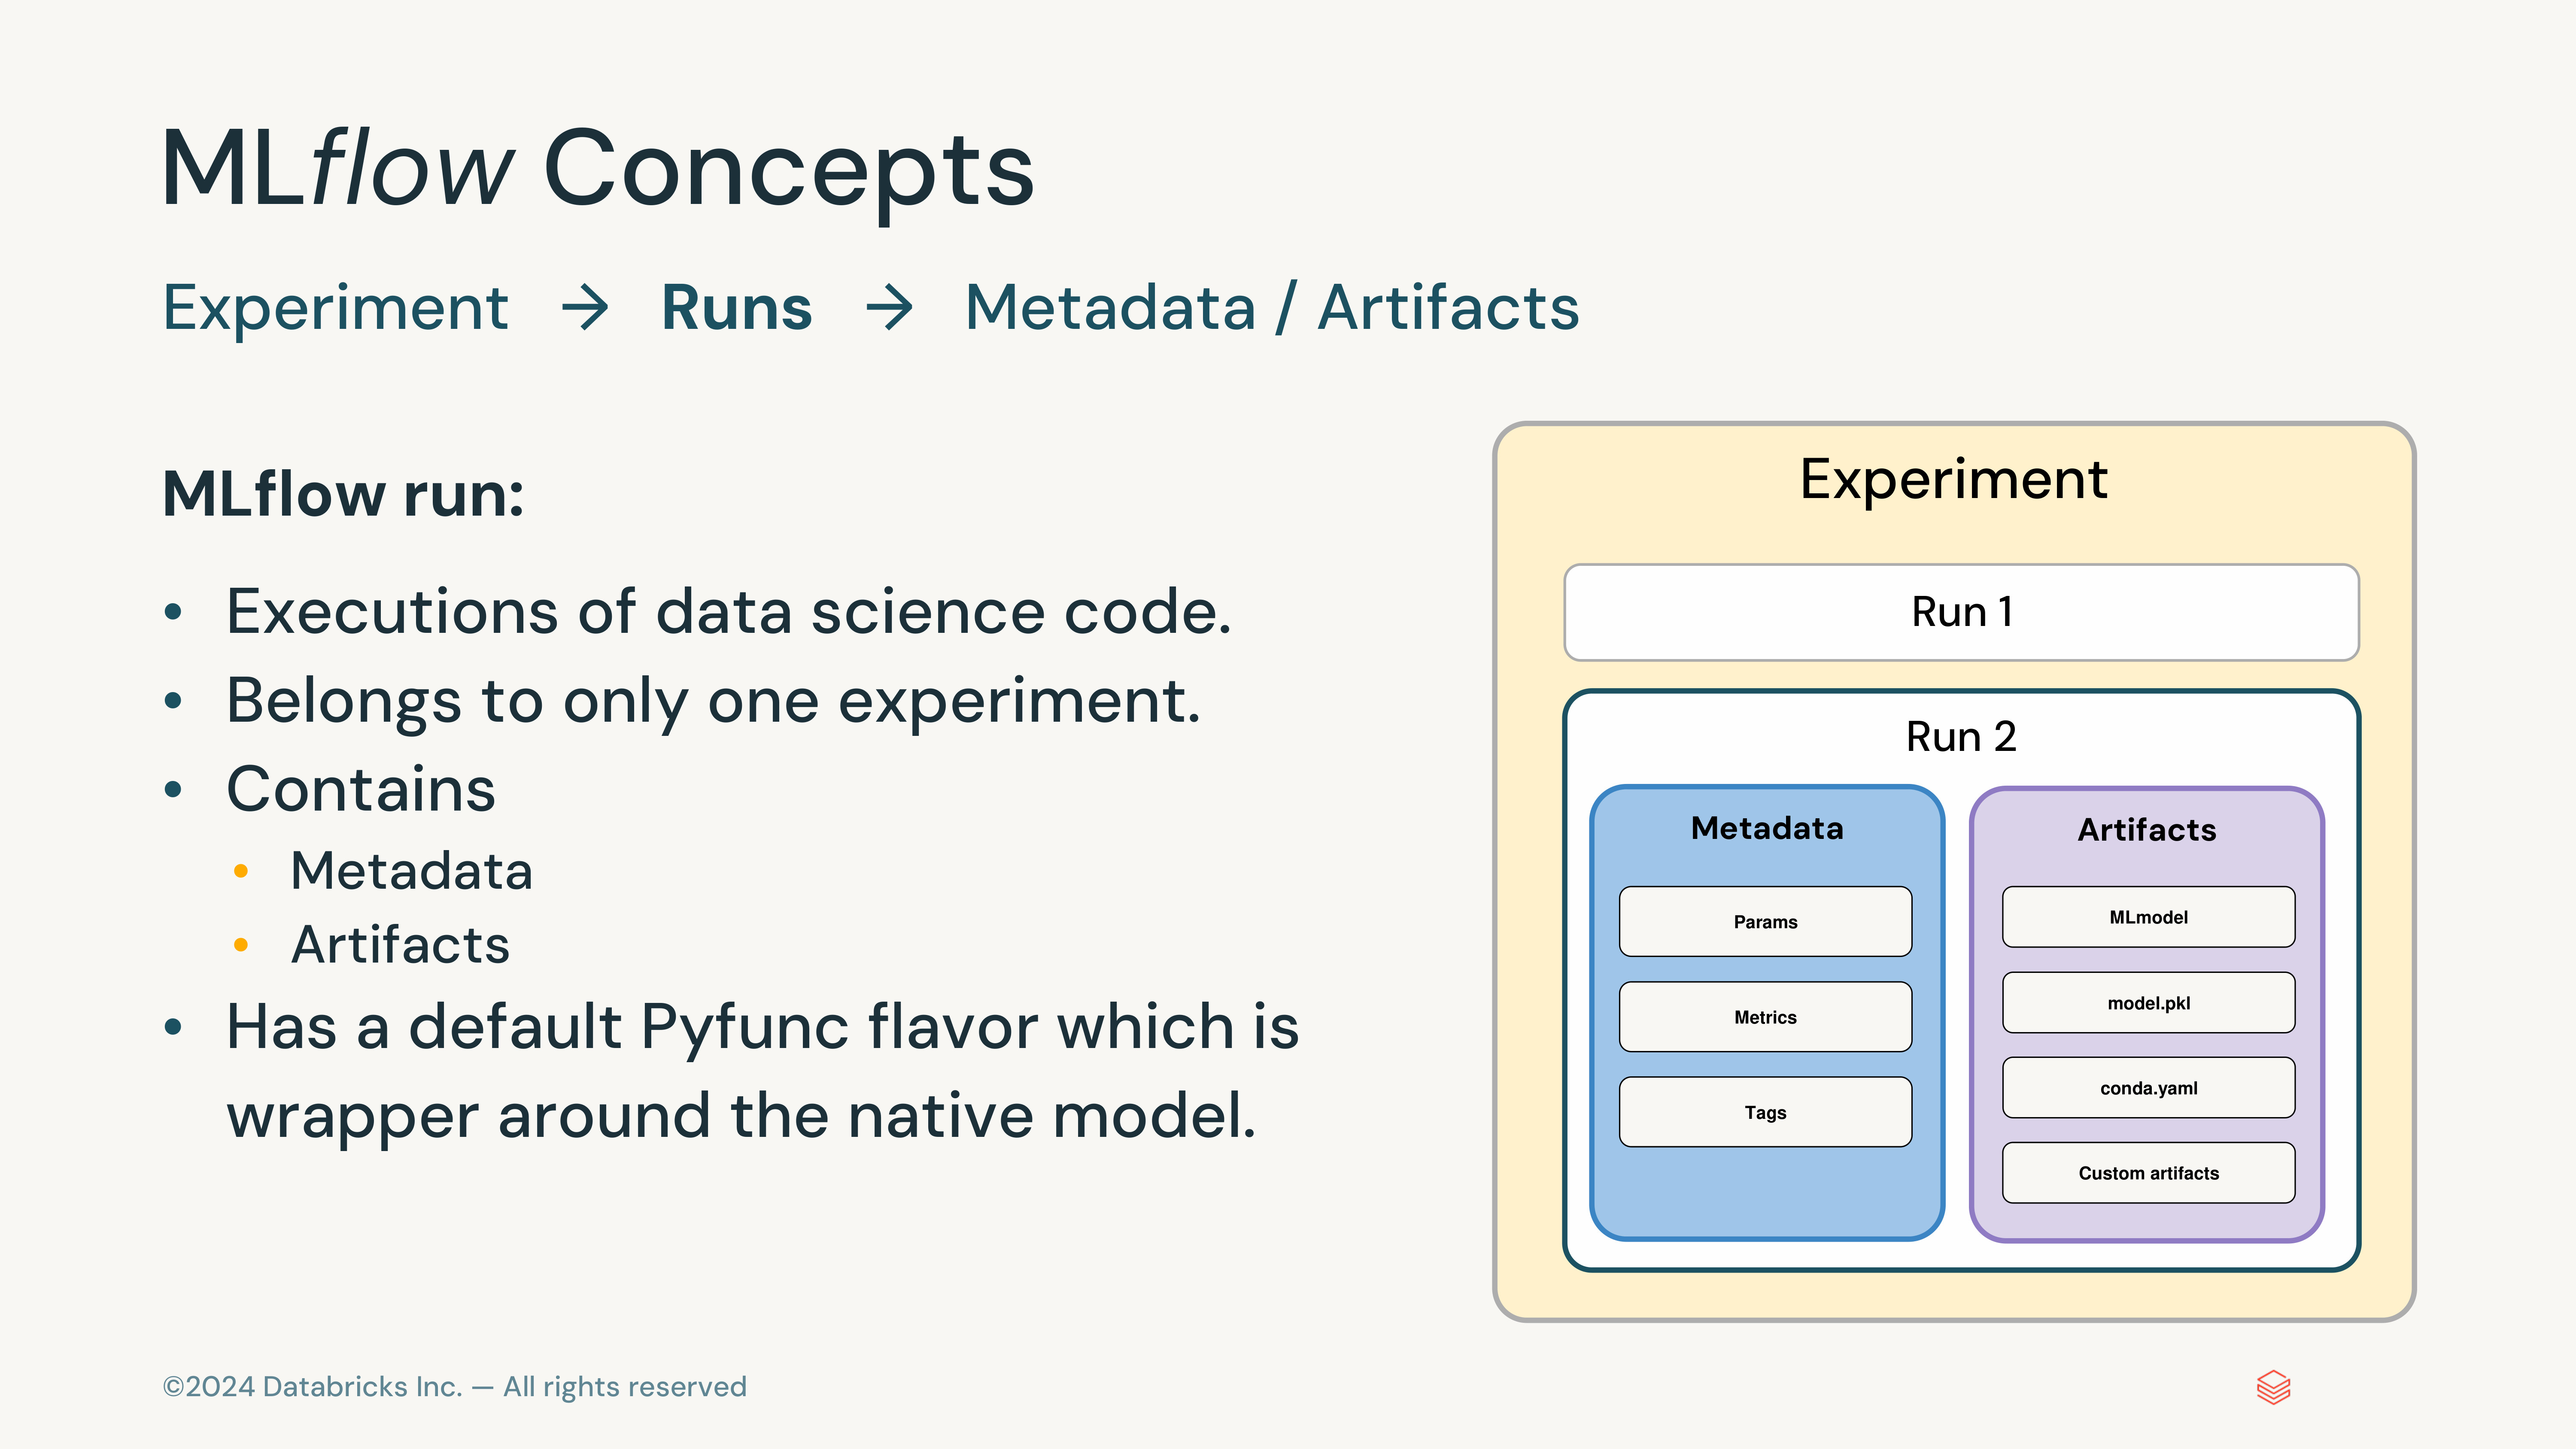 MLflow Concepts
Experiment → Runs → Metadata / Artifacts
MLflow run:
• Executions of data science code.
• Belongs to only one experiment.
• Contains
• Metadata
• Artifacts
• Has a default Pyfunc flavor which is
wrapper around the native model.
Experiment
Run 1
Run 2
Metadata
Params
Metrics
Tags
Artifacts
MLmodel
model.pkl
conda.yaml
Custom artifacts
©2024 Databricks Inc. — All rights reserved